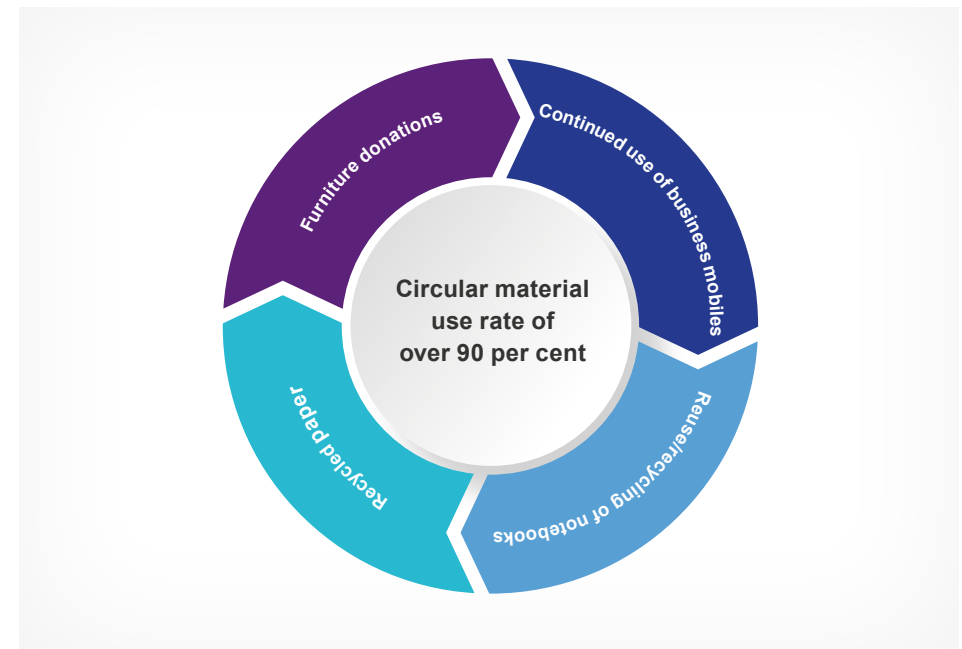 Furniture donations
Continued use of business mobiles
Circular material
use rate of
over 90 per cent
Recycled paper
Reuse/recycling of notebooks